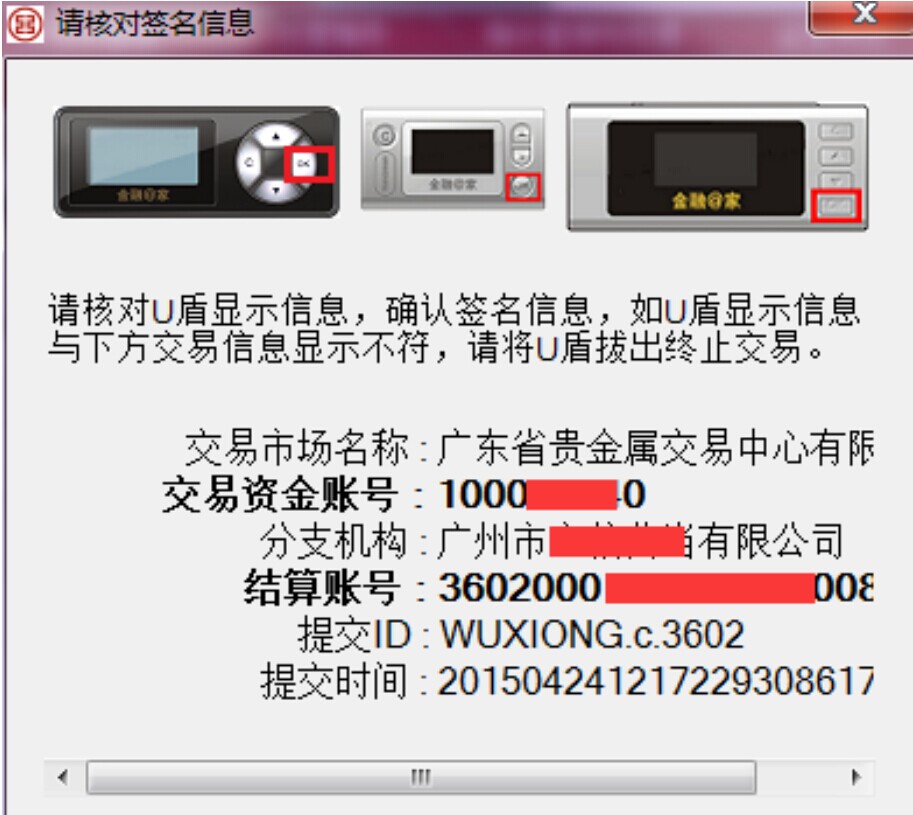 请核对签名信息
OK
C
金融@家
金融@家
金融@家
请核对U盾显示信息，确认签名信息，如U盾显示信息
与下方交易信息显示不符，请将U盾拔出终止交易。
交易市场名称：广东省贵金属交易中心有限
交易资金账号：1000 40
分支机构：广州市 有限公司
结算账号：3602000 008
提交ID：WUXIONG.c.3602
提交时间：201504241217229308617